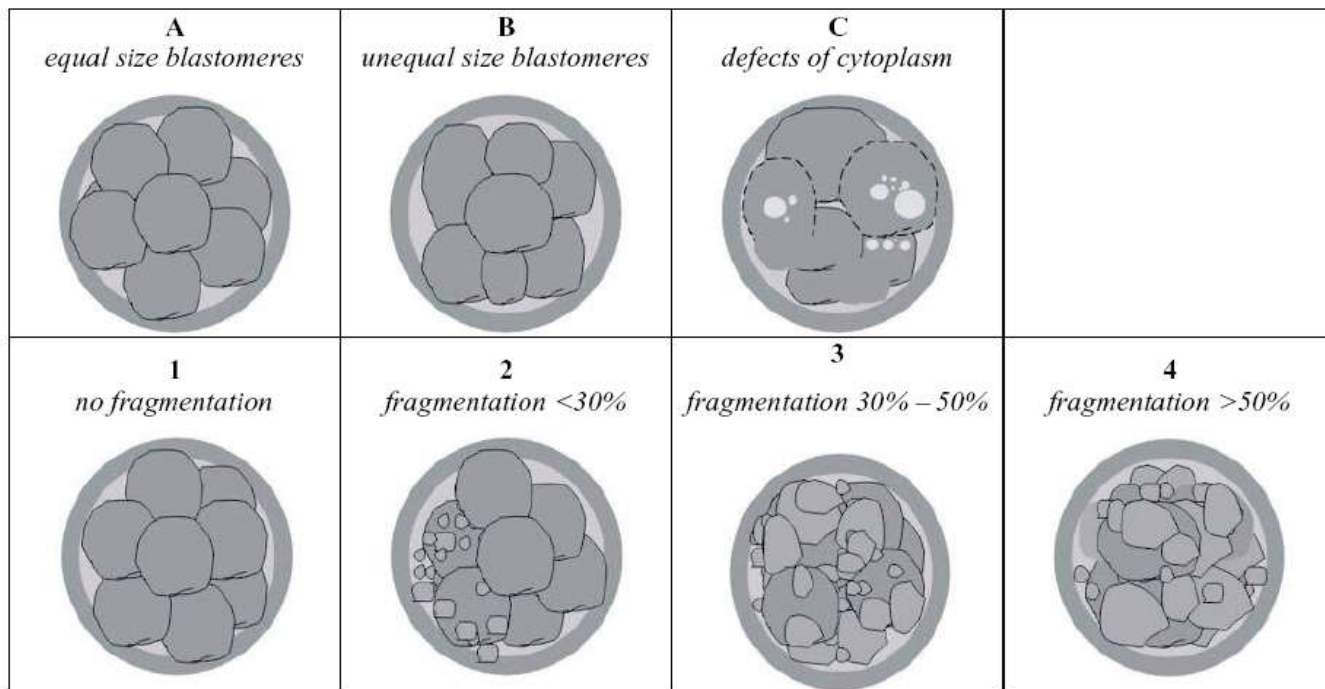 A
equal size blastomeres
B
unequal size blastomeres
C
defects of cytoplasm
1
no fragmentation
2
fragmentation <30%
3
fragmentation 30% – 50%
4
fragmentation >50%